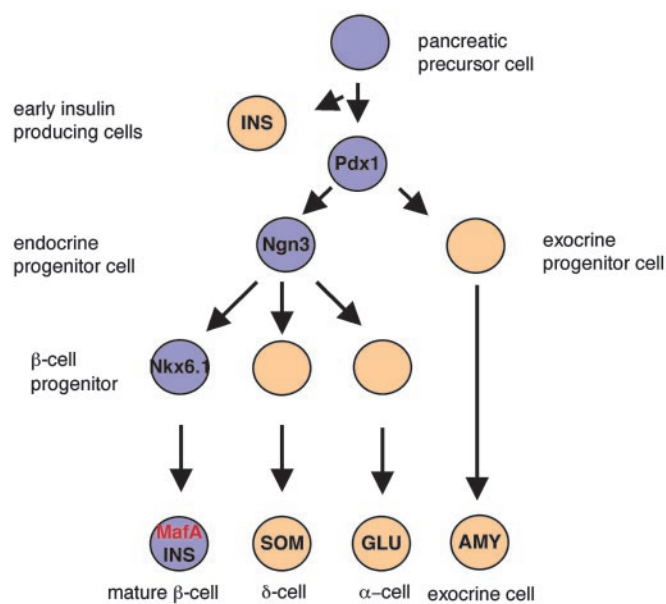 pancreatic
precursor cell
early insulin
producing cells
INS
Pdx1
endocrine
progenitor cell
Ngn3
exocrine
progenitor cell
β-cell
progenitor
Nkx6.1
MafA
INS
SOM
GLU
AMY
mature β-cell
δ-cell
α-cell
exocrine cell